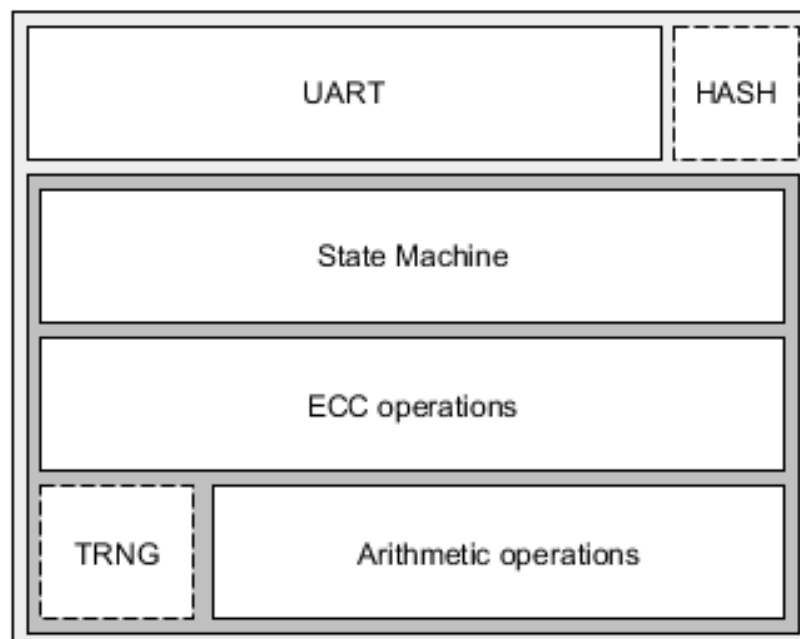 UART
HASH
State Machine
ECC operations
TRNG
Arithmetic operations